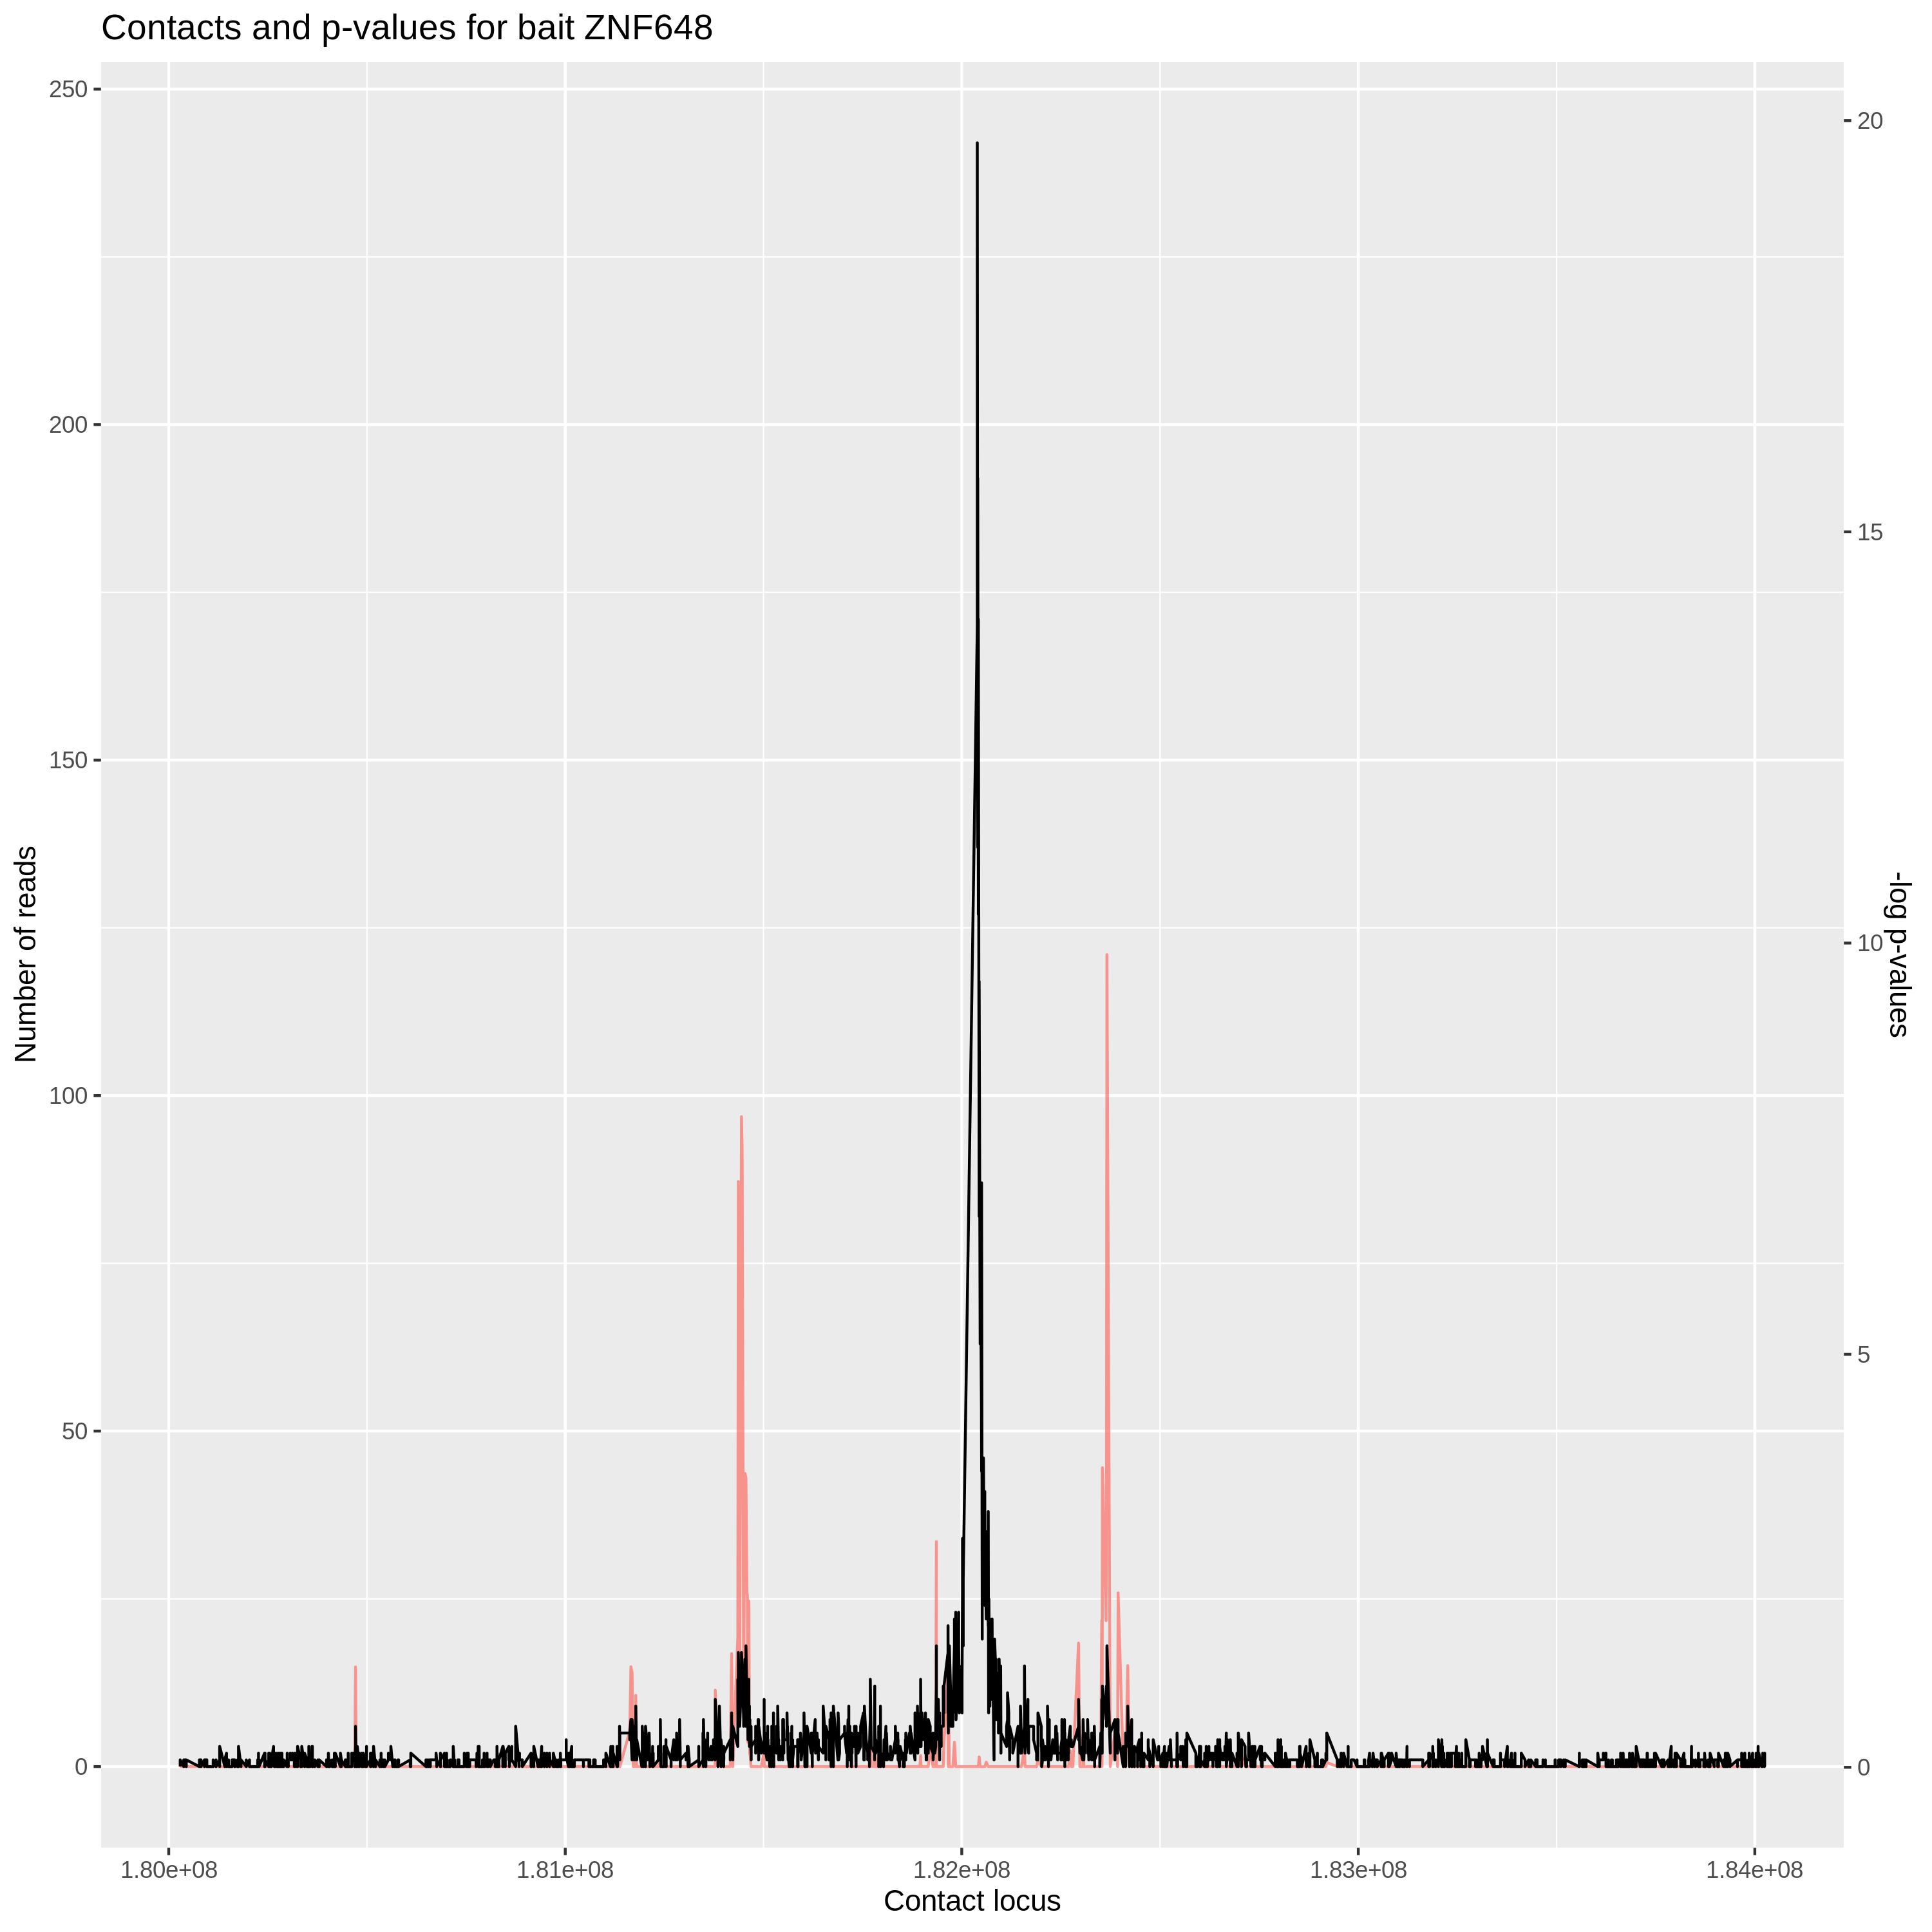 Contacts and p-values for bait ZNF648
250
200
150
100
50
0
Number of reads
20
15
10
5
0
-log p-values
1.80e+08 1.81e+08 1.82e+08 1.83e+08 1.84e+08
Contact locus